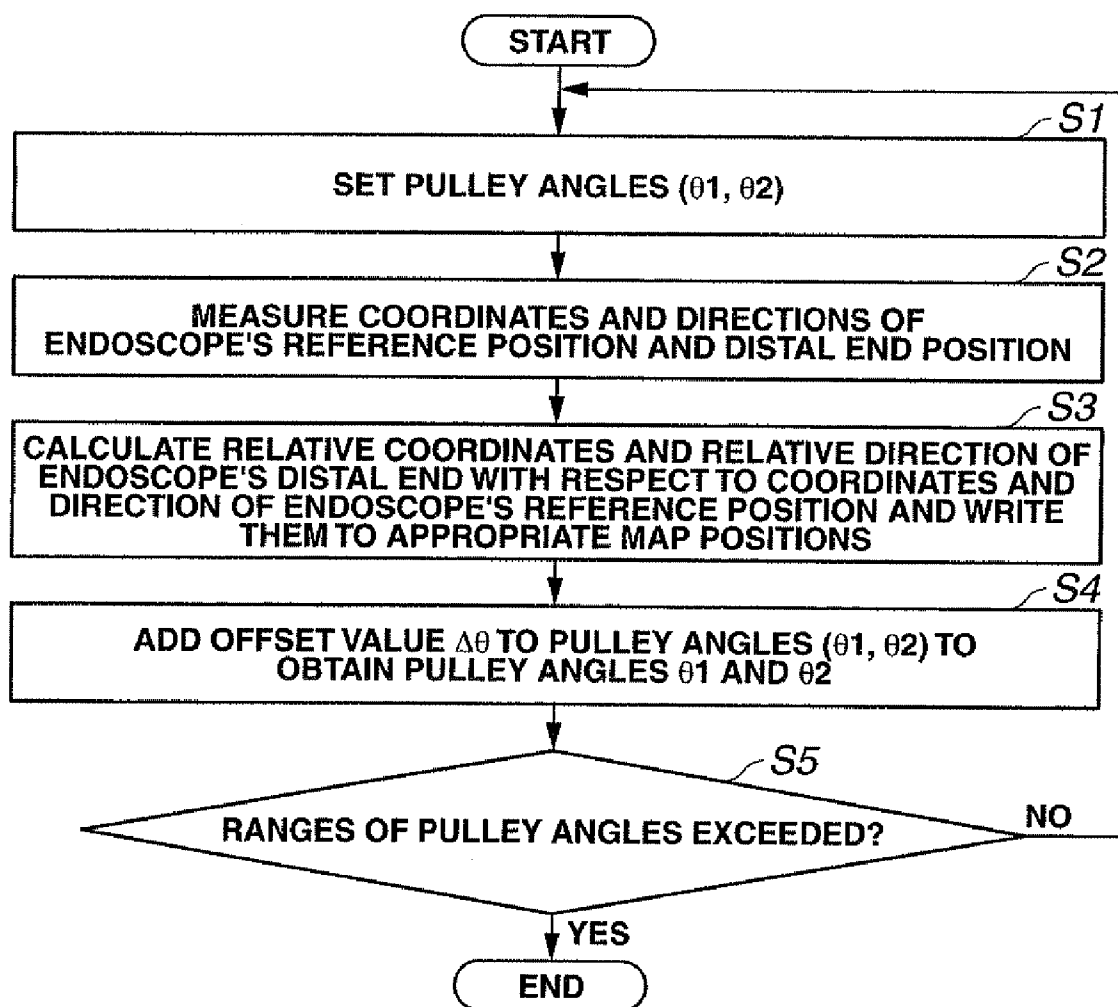 START
S1
SET PULLEY ANGLES (θ1, θ2)
S2
MEASURE COORDINATES AND DIRECTIONS OF
ENDOSCOPE'S REFERENCE POSITION AND DISTAL END POSITION
S3
CALCULATE RELATIVE COORDINATES AND RELATIVE DIRECTION OF
ENDOSCOPE'S DISTAL END WITH RESPECT TO COORDINATES AND
DIRECTION OF ENDOSCOPE'S REFERENCE POSITION AND WRITE
THEM TO APPROPRIATE MAP POSITIONS
S4
ADD OFFSET VALUE Δθ TO PULLEY ANGLES (θ1, θ2) TO
OBTAIN PULLEY ANGLES θ1 AND θ2
S5
RANGES OF PULLEY ANGLES EXCEEDED?
NO
YES
END